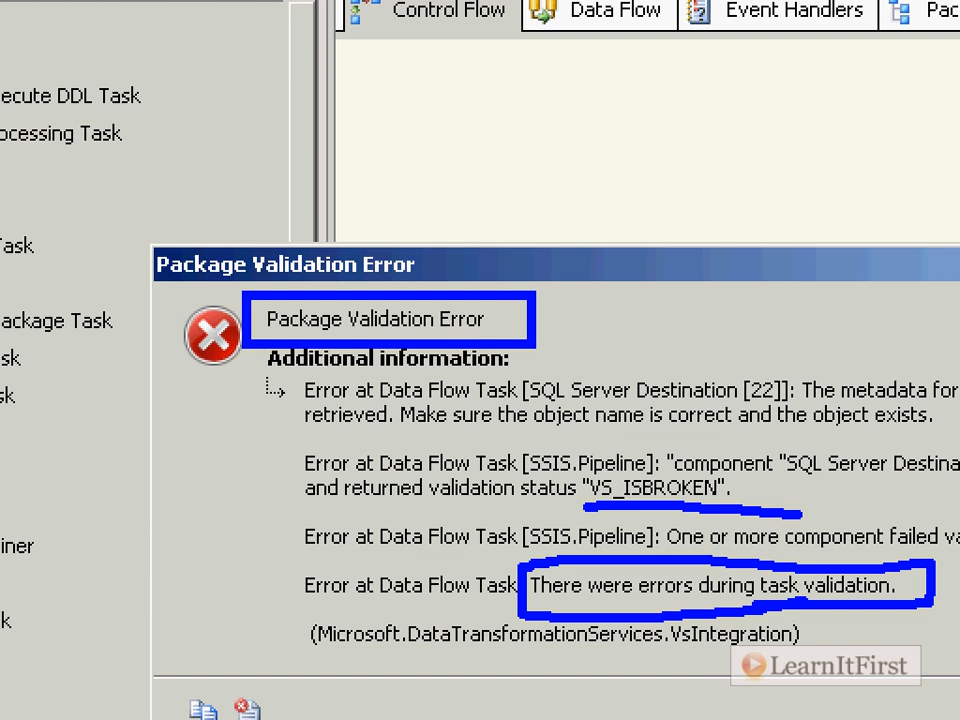 Control Flow
Data Flow
Event Handlers
Pac
ecute DDL Task
ocessing Task
Task
ackage Task
sk
sk
iner
k
Package Validation Error
Package Validation Error
Additional information:
Error at Data Flow Task [SQL Server Destination [22]]: The metadata for
retrieved. Make sure the object name is correct and the object exists.
Error at Data Flow Task [SSIS.Pipeline]: "component "SQL Server Destina
and returned validation status "VS_ISBROKEN".
Error at Data Flow Task [SSIS.Pipeline]: One or more component failed va
Error at Data Flow Task There were errors during task validation.
(Microsoft.DataTransformationServices.VsIntegration)
LearnItFirst